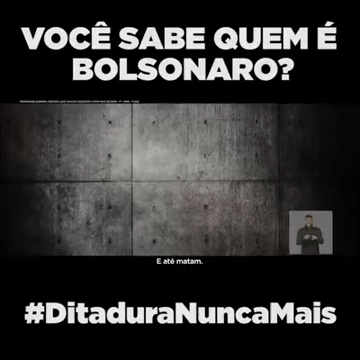 VOCÊ SABE QUEM É
BOLSONARO?
E até matam.
#DitaduraNuncaMais